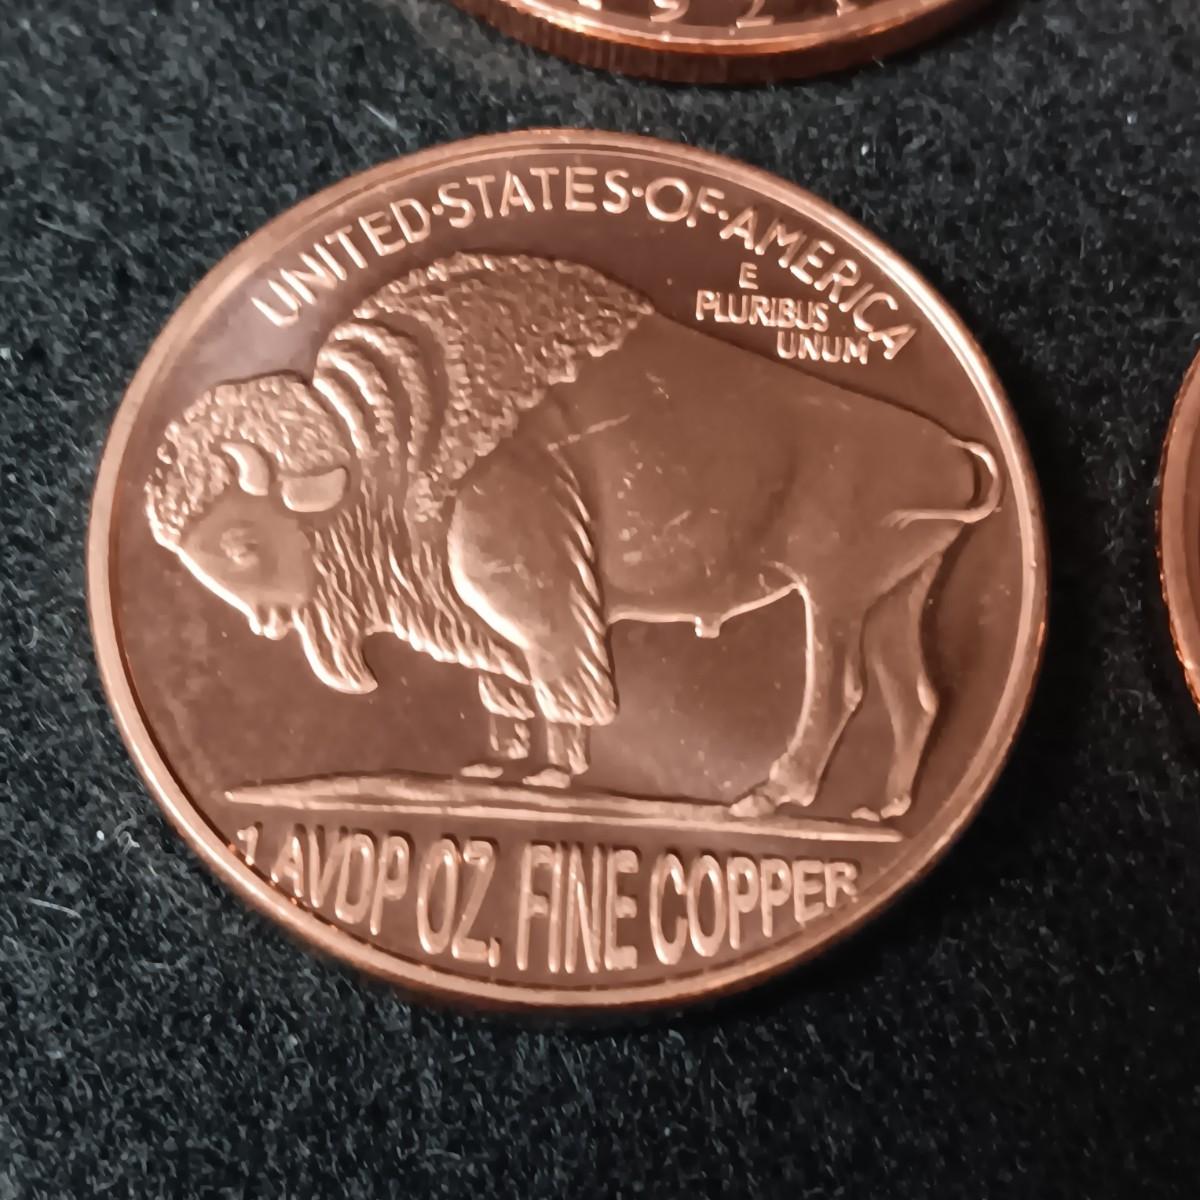 UNITED·STATES·OF·AMERICA
E
PLURIBUS
UNUM
1 AVDP OZ. FINE COPPER